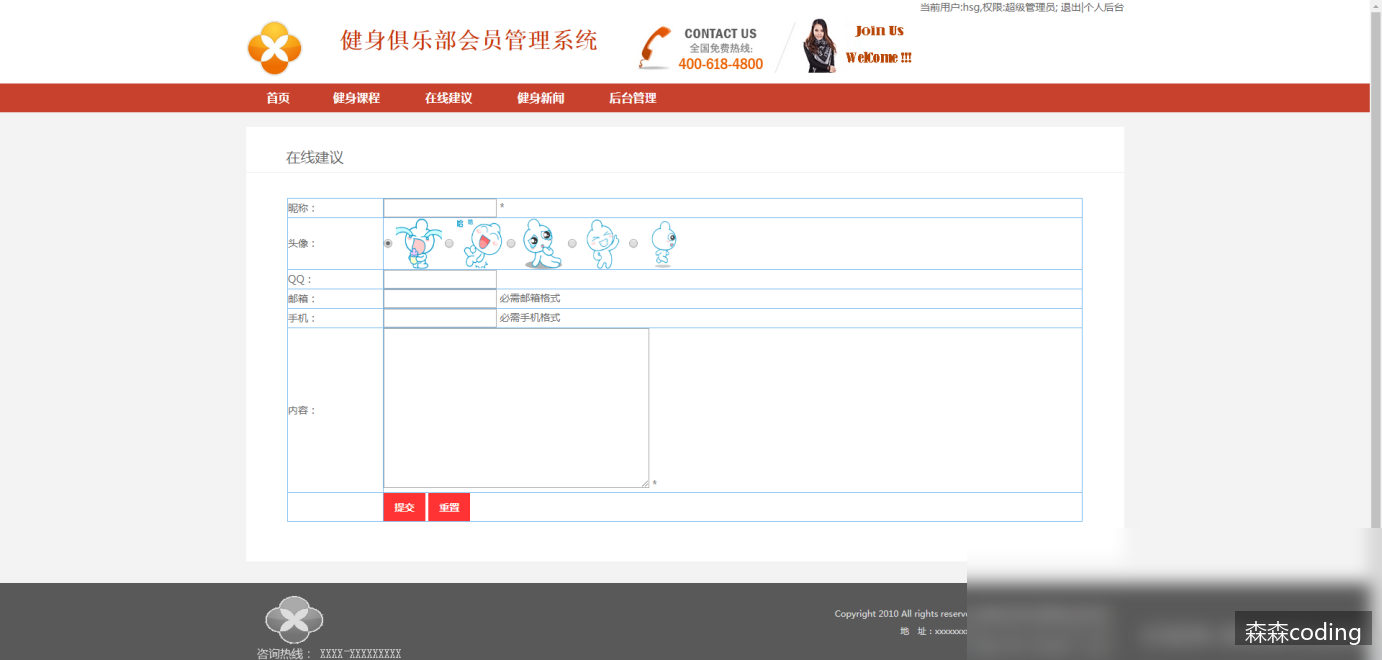 当前用户:hsg,权限:超级管理员; 退出|个人后台
健身俱乐部会员管理系统
CONTACT US
全国免费热线:
400-618-4800
Join Us
WelCome !!!
首页 健身课程 在线建议 健身新闻 后台管理
在线建议
昵称： *
头像：
哈 哈
QQ：
邮箱： 必需邮箱格式
手机： 必需手机格式
内容： *
提交 重置
Copyright 2010 All rights reserv
地 址：xxxxxxx
咨询热线： XXXX-XXXXXXXXX
森森coding